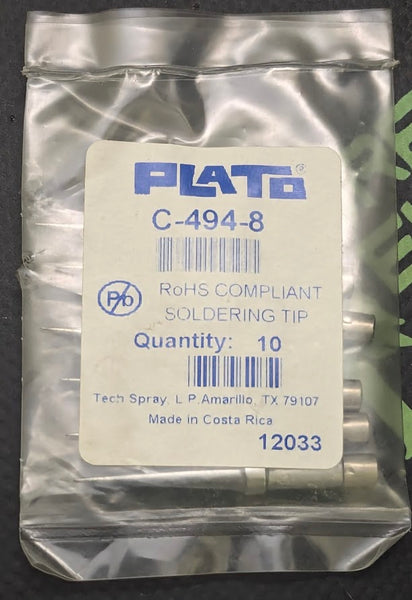 PLATO®
C-494-8
Pb
RoHS COMPLIANT
SOLDERING TIP
Quantity: 10
Tech Spray, L.P. Amarillo, TX 79107
Made in Costa Rica
12033